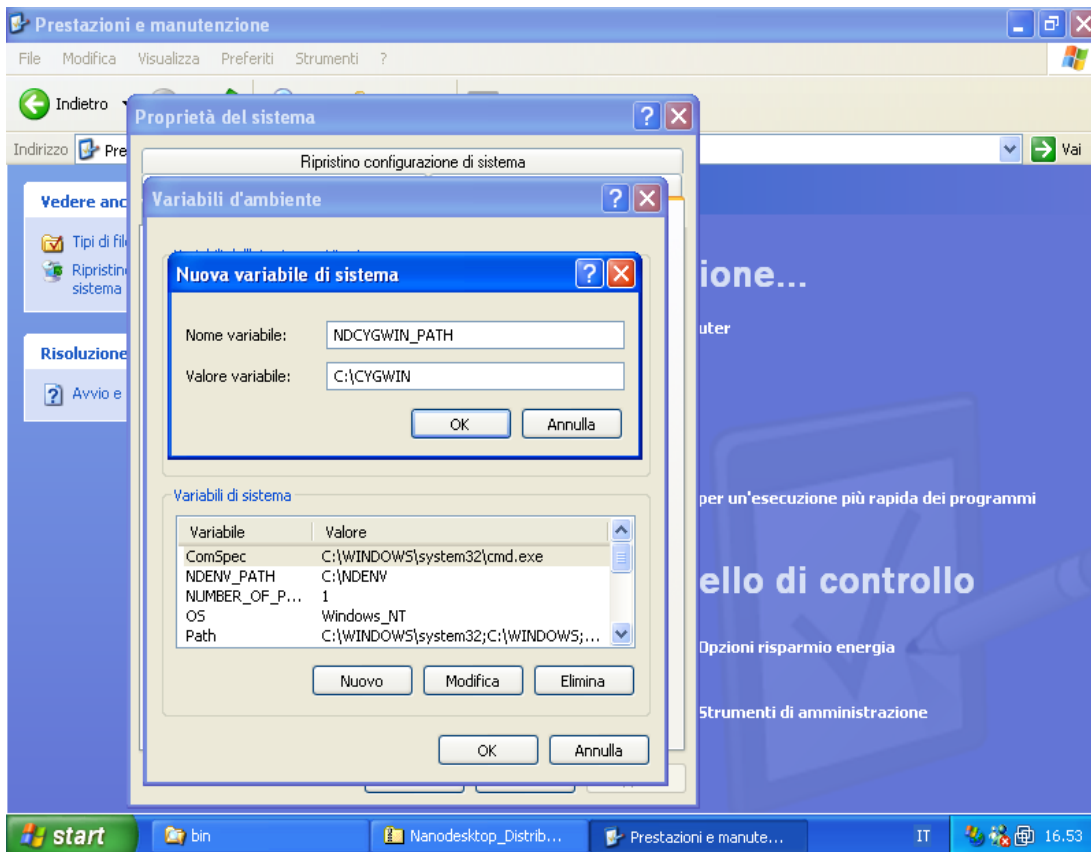 Prestazioni e manutenzione
File Modifica Visualizza Preferiti Strumenti ?
Indietro
Indirizzo Pre Vai
Proprietà del sistema
Ripristino configurazione di sistema
Variabili d'ambiente
Nuova variabile di sistema
Nome variabile: NDCYGWIN_PATH
Valore variabile: C:\CYGWIN
OK Annulla
Variabili di sistema
Variabile Valore
ComSpec C:\WINDOWS\system32\cmd.exe
NDENV_PATH C:\NDENV
NUMBER_OF_P... 1
OS Windows_NT
Path C:\WINDOWS\system32;C:\WINDOWS;...
Nuovo Modifica Elimina
OK Annulla
Vedere anc
Tipi di file
Ripristino
sistema
Risoluzione
Avvio e
ione...
uter
per un'esecuzione più rapida dei programmi
ello di controllo
Opzioni risparmio energia
Strumenti di amministrazione
start bin Nanodesktop_Distrib... Prestazioni e manute... IT 16.53